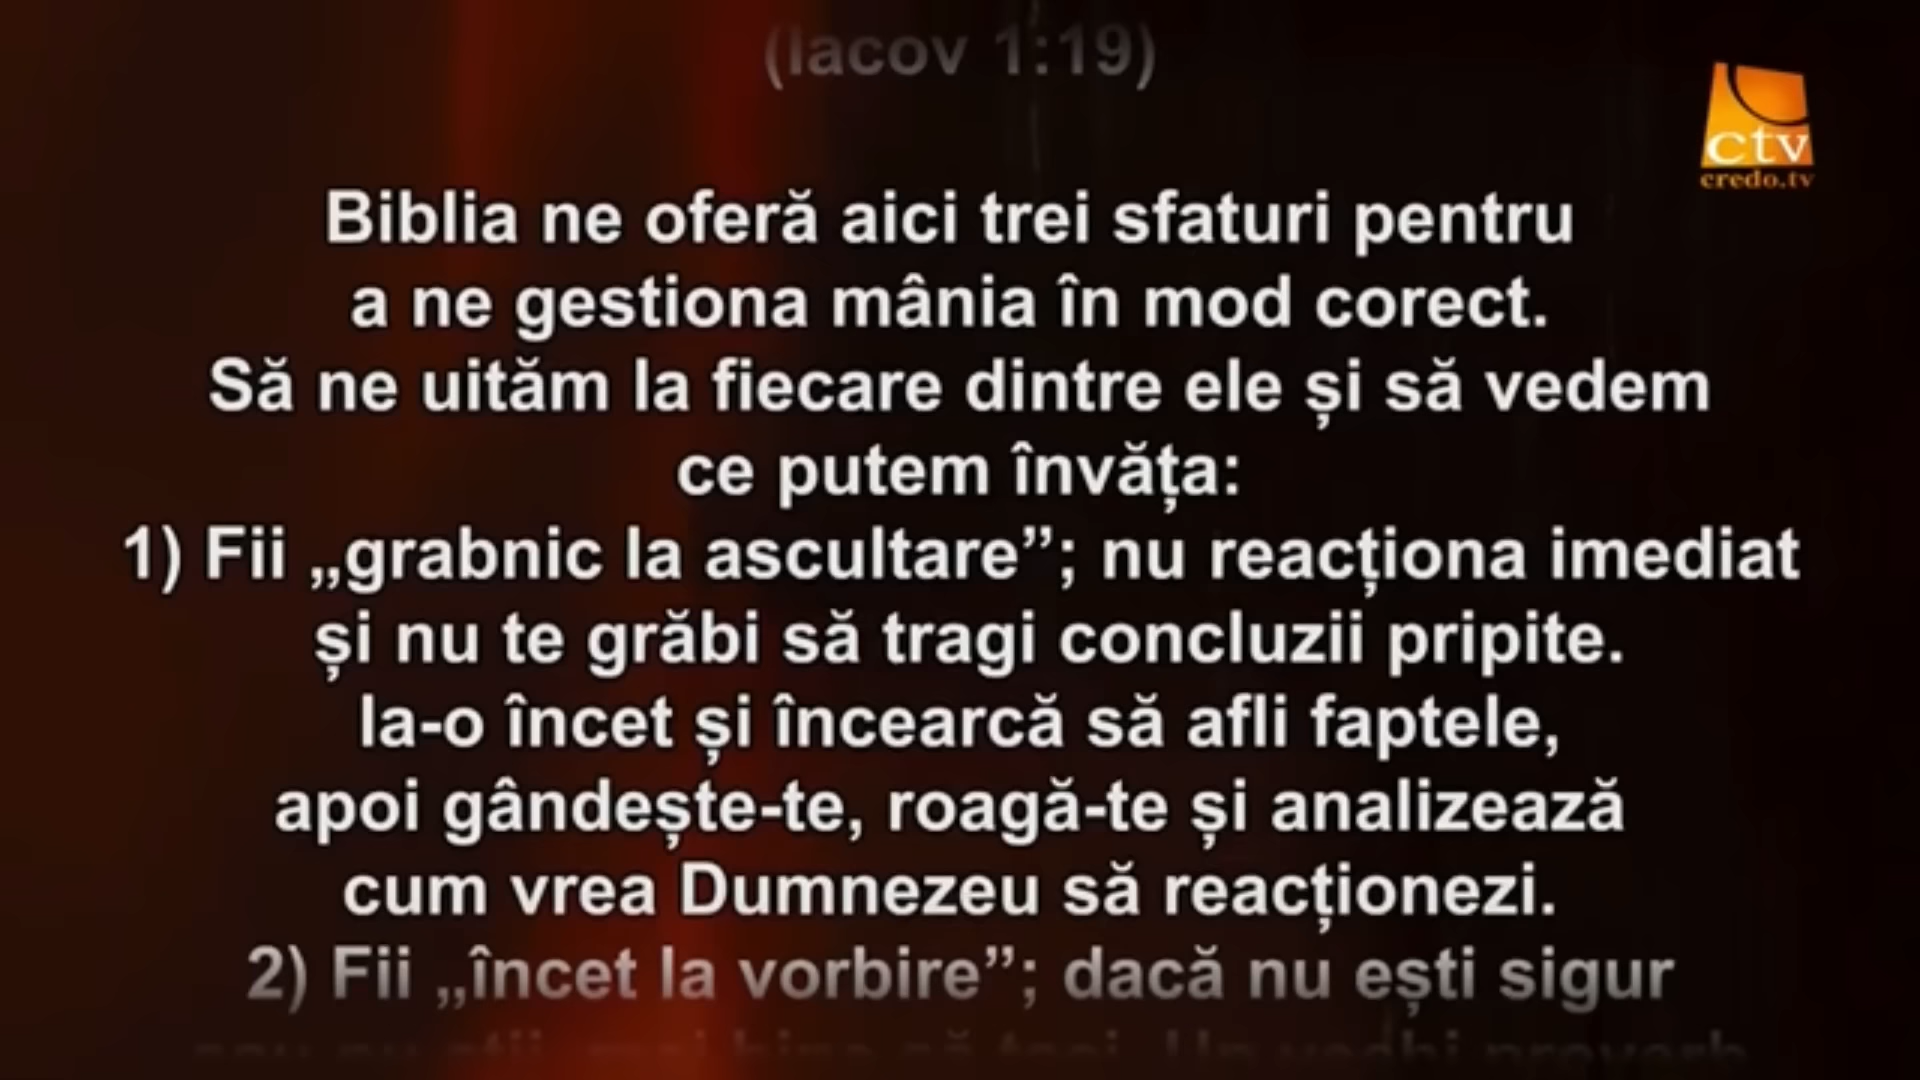 (Iacov 1:19)
ctv
credo.tv
Biblia ne oferă aici trei sfaturi pentru
a ne gestiona mânia în mod corect.
Să ne uităm la fiecare dintre ele și să vedem
ce putem învăța:
1) Fii „grabnic la ascultare”; nu reacționa imediat
și nu te grăbi să tragi concluzii pripite.
Ia-o încet și încearcă să afli faptele,
apoi gândește-te, roagă-te și analizează
cum vrea Dumnezeu să reacționezi.
2) Fii „încet la vorbire”; dacă nu ești sigur